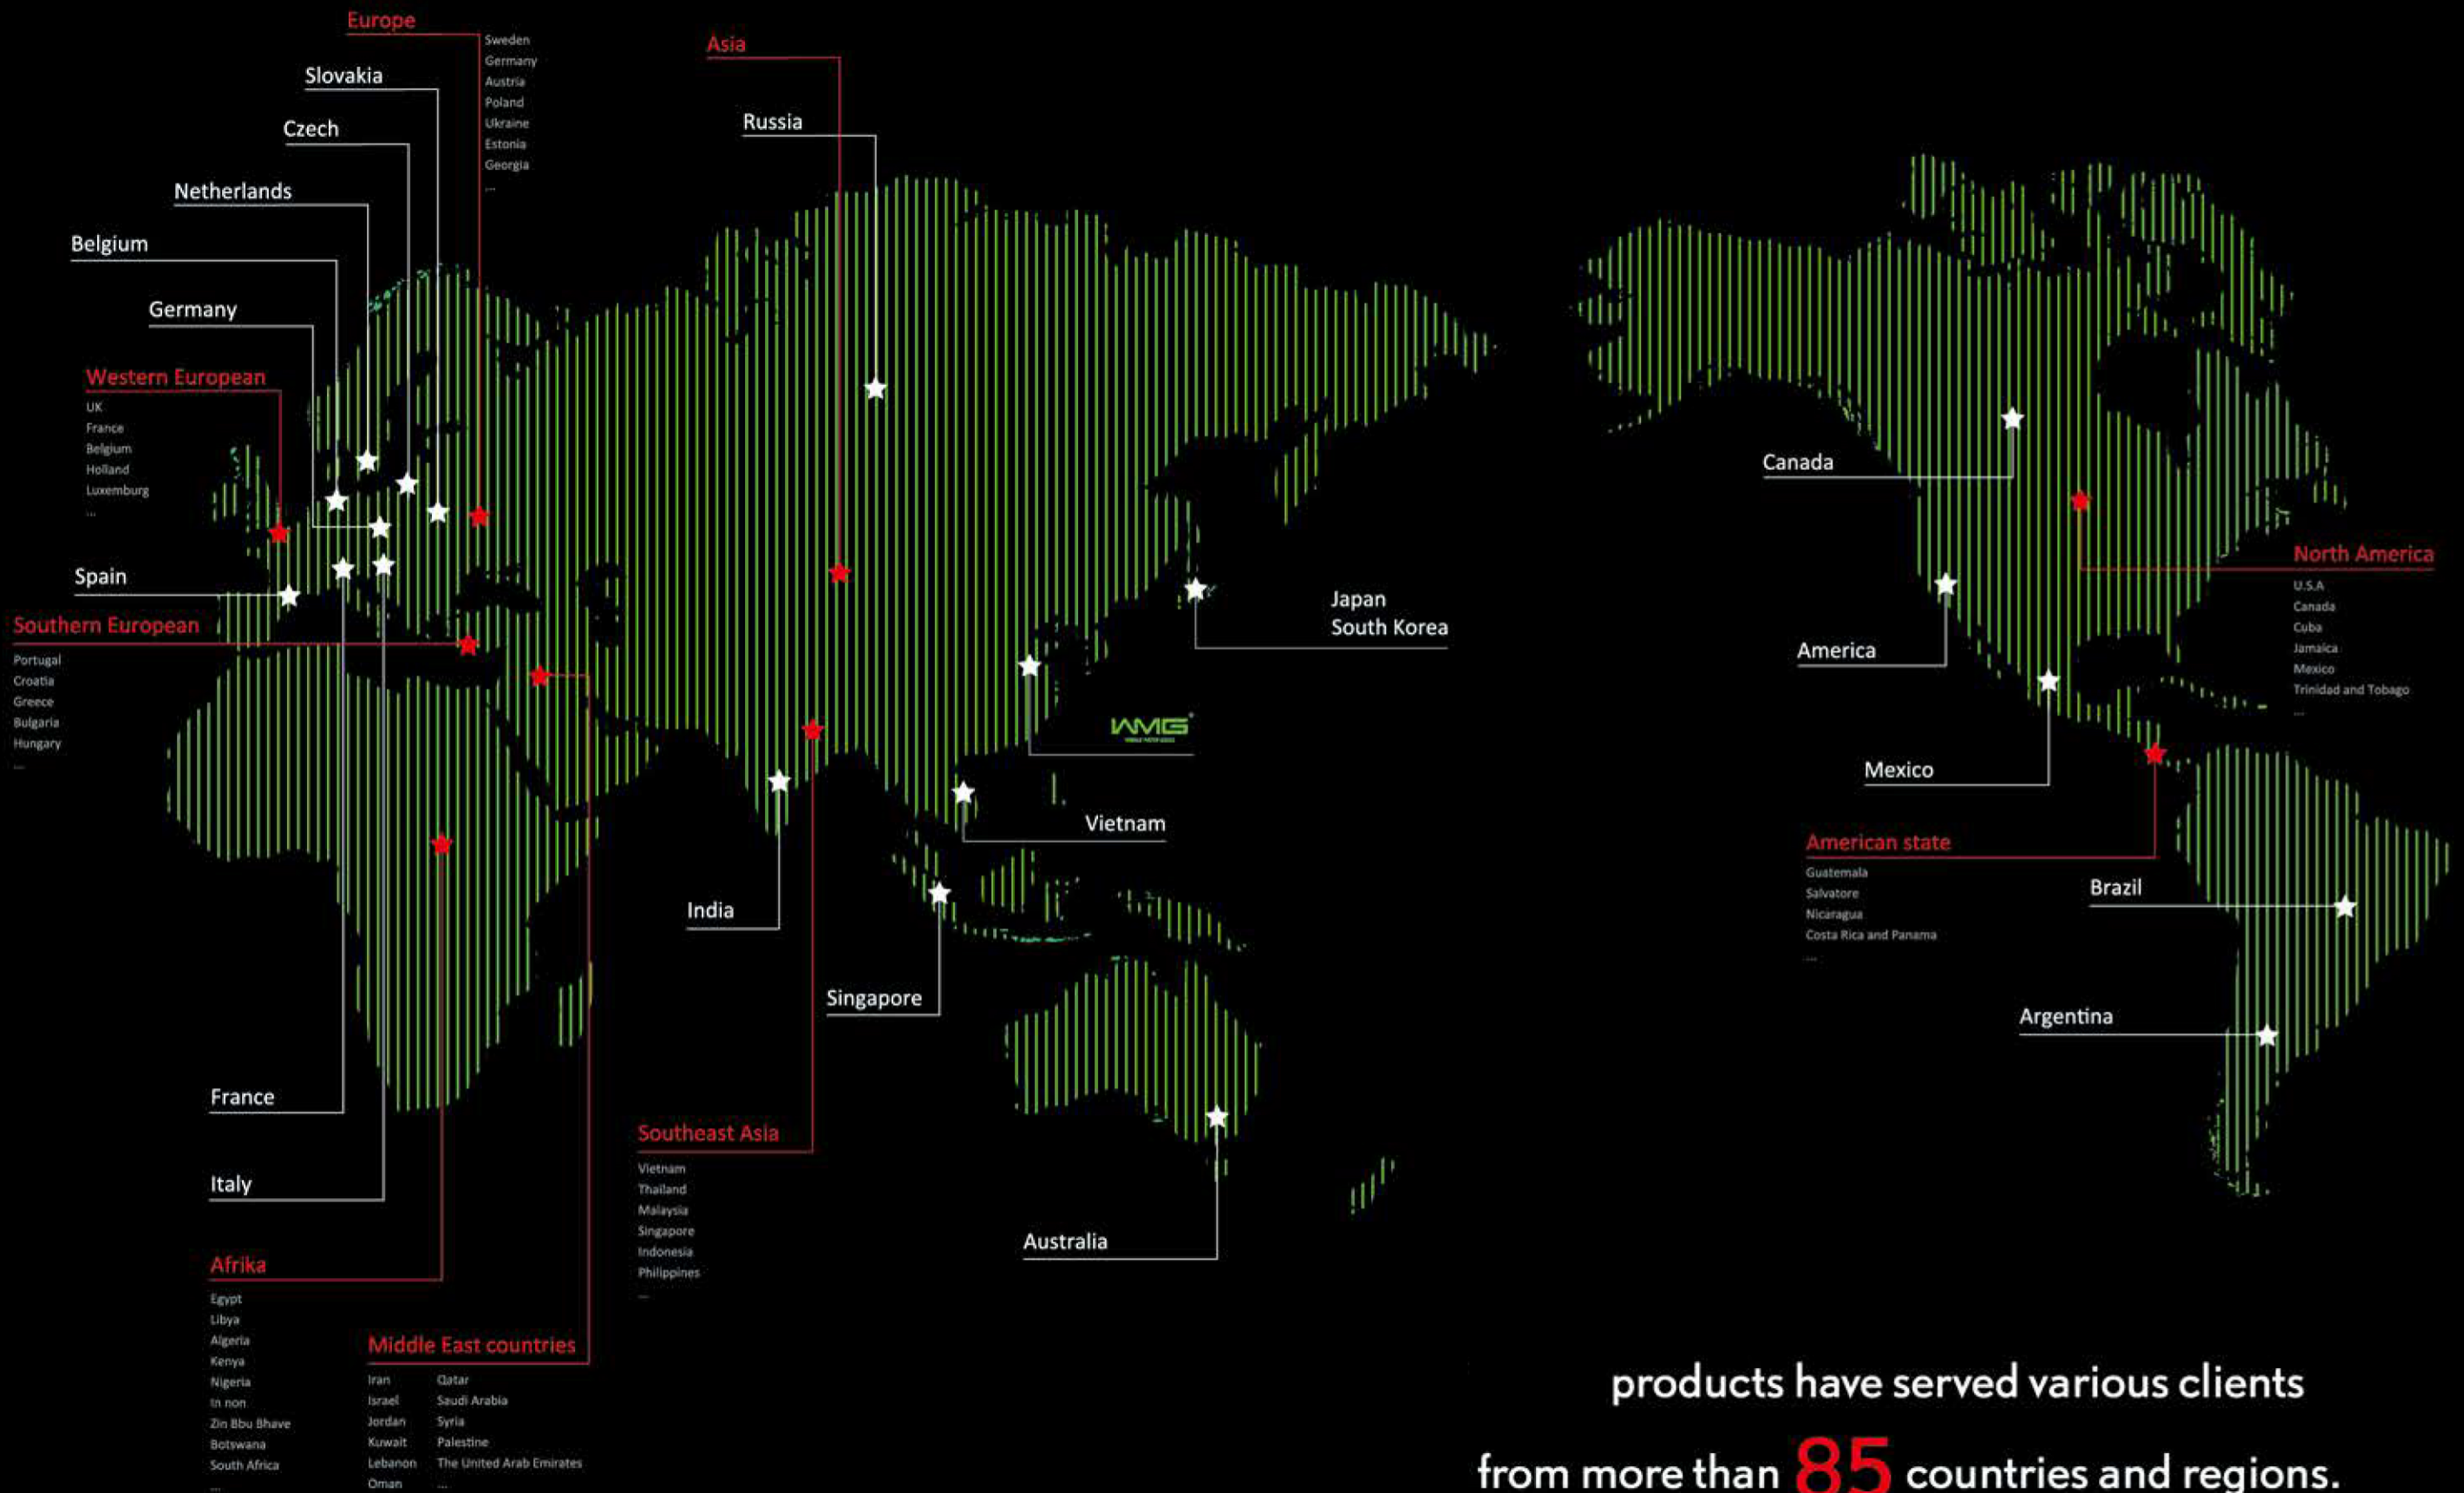 Europe
Sweden
Germany
Austria
Poland
Ukraine
Estonia
Georgia
...
Slovakia
Czech
Netherlands
Belgium
Germany
Western European
UK
France
Belgium
Holland
Luxemburg
...
Spain
Southern European
Portugal
Croatia
Greece
Bulgaria
Hungary
...
France
Italy
Afrika
Egypt
Libya
Algeria
Kenya
Nigeria
In non
Zin Bbu Bhave
Botswana
South Africa
...
Middle East countries
Iran
Israel
Jordan
Kuwait
Lebanon
Oman
Qatar
Saudi Arabia
Syria
Palestine
The United Arab Emirates
...
Asia
Russia
Japan
South Korea
WMG
Vietnam
India
Singapore
Southeast Asia
Vietnam
Thailand
Malaysia
Singapore
Indonesia
Philippines
...
Australia
Canada
North America
U.S.A
Canada
Cuba
Jamaica
Mexico
Trinidad and Tobago
...
America
Mexico
American state
Guatemala
Salvatore
Nicaragua
Costa Rica and Panama
...
Brazil
Argentina
products have served various clients
from more than 85 countries and regions.